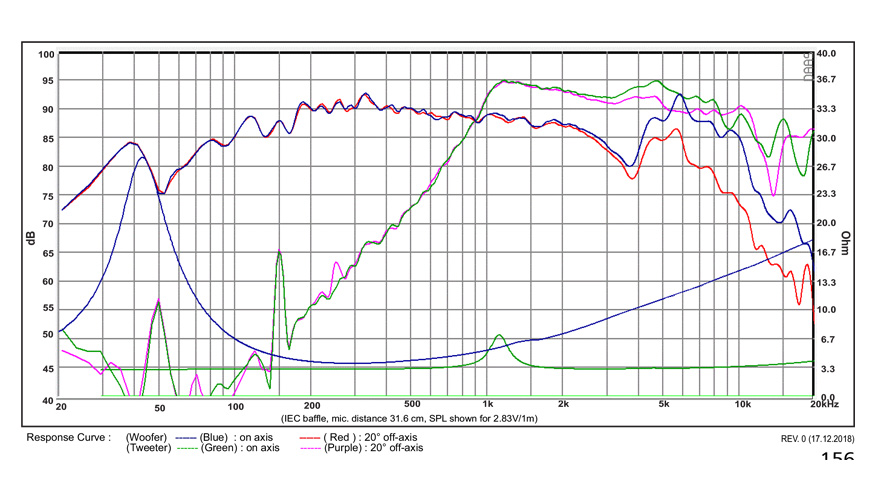 100 40.0
95 36.7
90 33.3
85 30.0
80 26.7
75 23.3
70 20.0
65 16.7
60 13.3
55 10.0
50 6.7
45 3.3
40 0.0
dB
Ohm
20 50 100 200 500 1k 2k 5k 10k 20kHz
(IEC baffle, mic. distance 31.6 cm, SPL shown for 2.83V/1m)
Response Curve : (Woofer) (Blue) : on axis ( Red ) : 20° off-axis
(Tweeter) (Green) : on axis (Purple) : 20° off-axis
REV. 0 (17.12.2018)
156